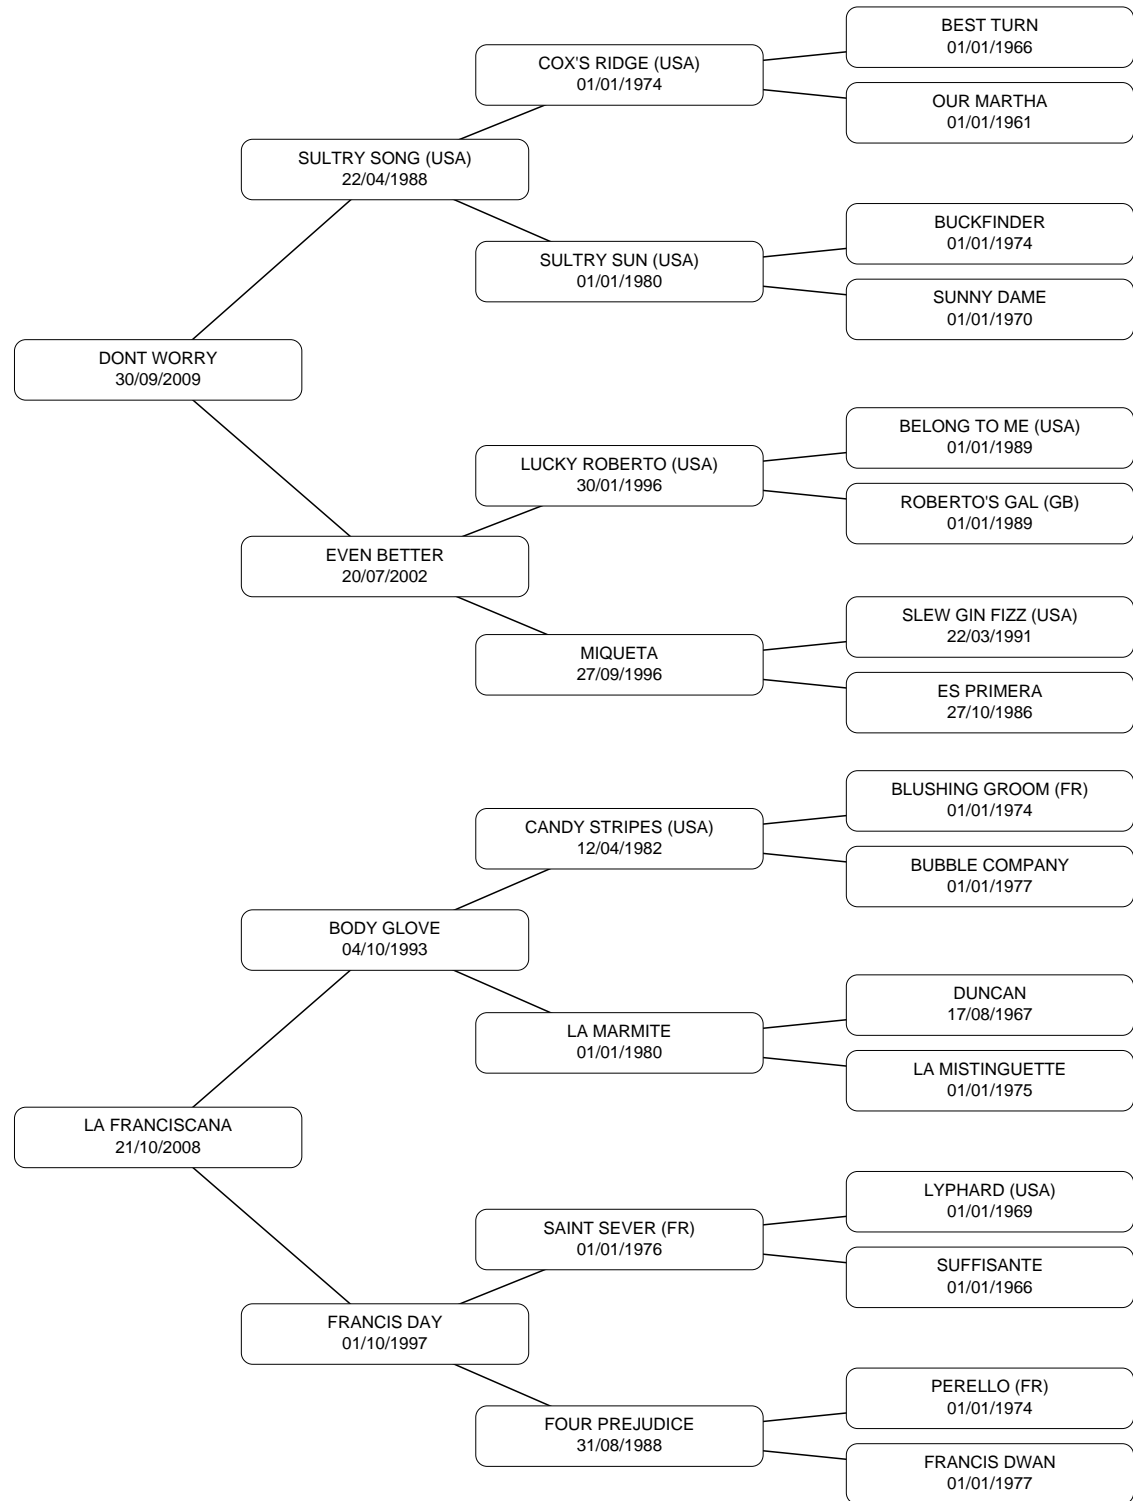 BEST TURN
01/01/1966
COX'S RIDGE (USA)
01/01/1974
OUR MARTHA
01/01/1961
SULTRY SONG (USA)
22/04/1988
BUCKFINDER
01/01/1974
SULTRY SUN (USA)
01/01/1980
SUNNY DAME
01/01/1970
DONT WORRY
30/09/2009
BELONG TO ME (USA)
01/01/1989
LUCKY ROBERTO (USA)
30/01/1996
ROBERTO'S GAL (GB)
01/01/1989
EVEN BETTER
20/07/2002
SLEW GIN FIZZ (USA)
22/03/1991
MIQUETA
27/09/1996
ES PRIMERA
27/10/1986
BLUSHING GROOM (FR)
01/01/1974
CANDY STRIPES (USA)
12/04/1982
BUBBLE COMPANY
01/01/1977
BODY GLOVE
04/10/1993
DUNCAN
17/08/1967
LA MARMITE
01/01/1980
LA MISTINGUETTE
01/01/1975
LA FRANCISCANA
21/10/2008
LYPHARD (USA)
01/01/1969
SAINT SEVER (FR)
01/01/1976
SUFFISANTE
01/01/1966
FRANCIS DAY
01/10/1997
PERELLO (FR)
01/01/1974
FOUR PREJUDICE
31/08/1988
FRANCIS DWAN
01/01/1977